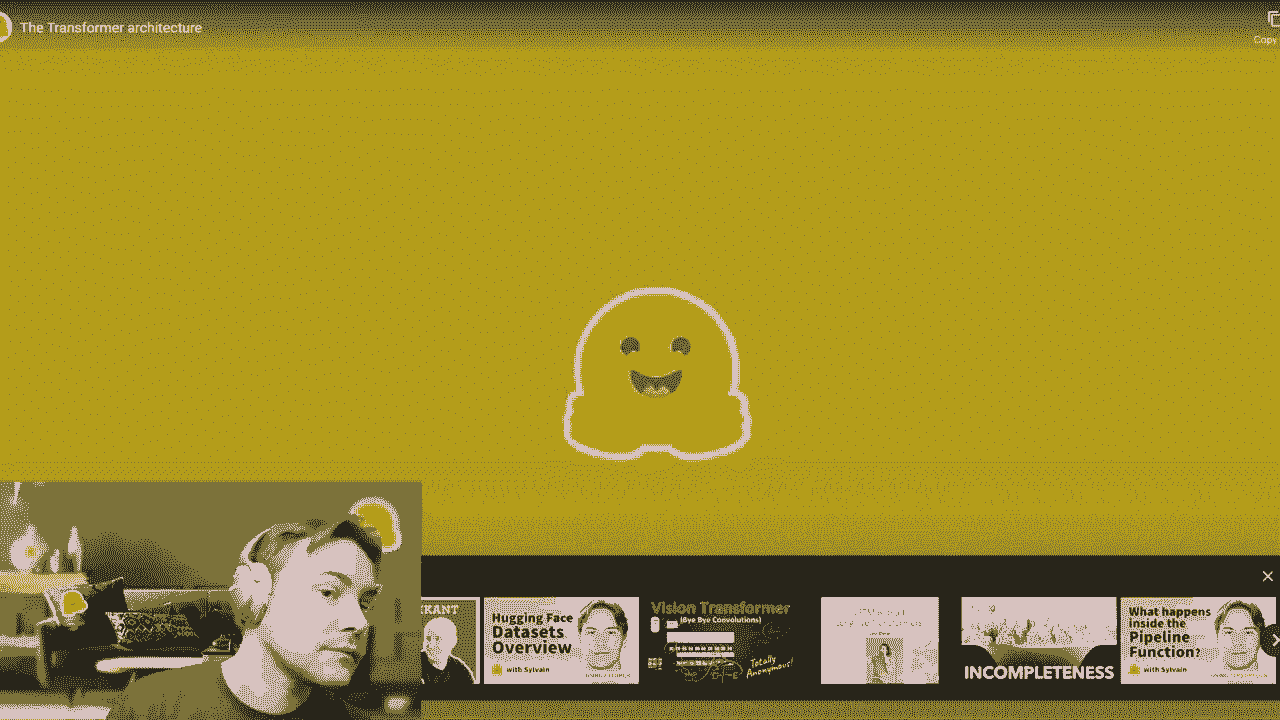 The Transformer architecture
Copy
KANT
Hugging Face
Datasets
Overview
with Sylvain
Vision Transformer
(Bye Bye Convolutions)
Totally
Anonymous!
INCOMPLETENESS
What happens
inside the
Pipeline
Function?
with Sylvain